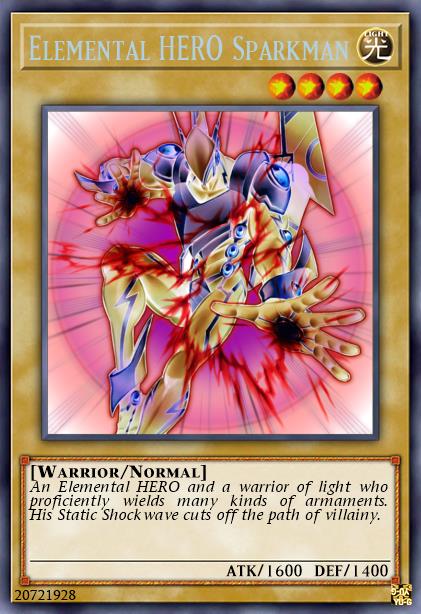 ELEMENTAL HERO SPARKMAN
LIGHT
光
[WARRIOR/NORMAL]
An Elemental HERO and a warrior of light who
proficiently wields many kinds of armaments.
His Static Shockwave cuts off the path of villainy.
ATK/1600 DEF/1400
20721928